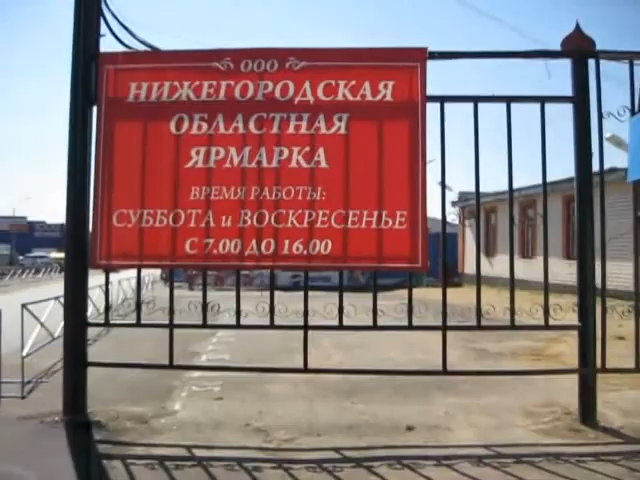 ООО
НИЖЕГОРОДСКАЯ
ОБЛАСТНАЯ
ЯРМАРКА
ВРЕМЯ РАБОТЫ:
СУББОТА и ВОСКРЕСЕНЬЕ
С 7.00 ДО 16.00